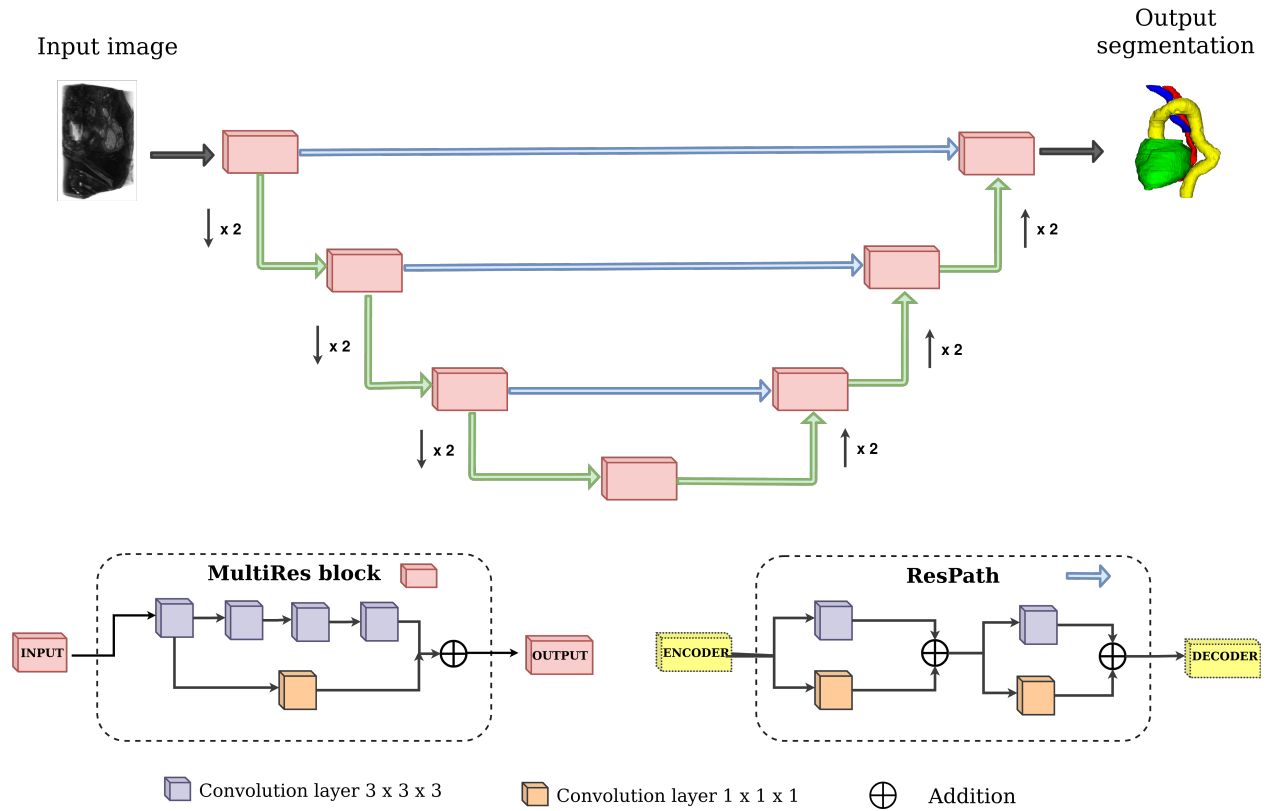 Output
segmentation
Input image
x 2
x 2
x 2
x 2
x 2
x 2
MultiRes block
ResPath
INPUT
OUTPUT
ENCODER
DECODER
Convolution layer 3 x 3 x 3
Convolution layer 1 x 1 x 1
Addition